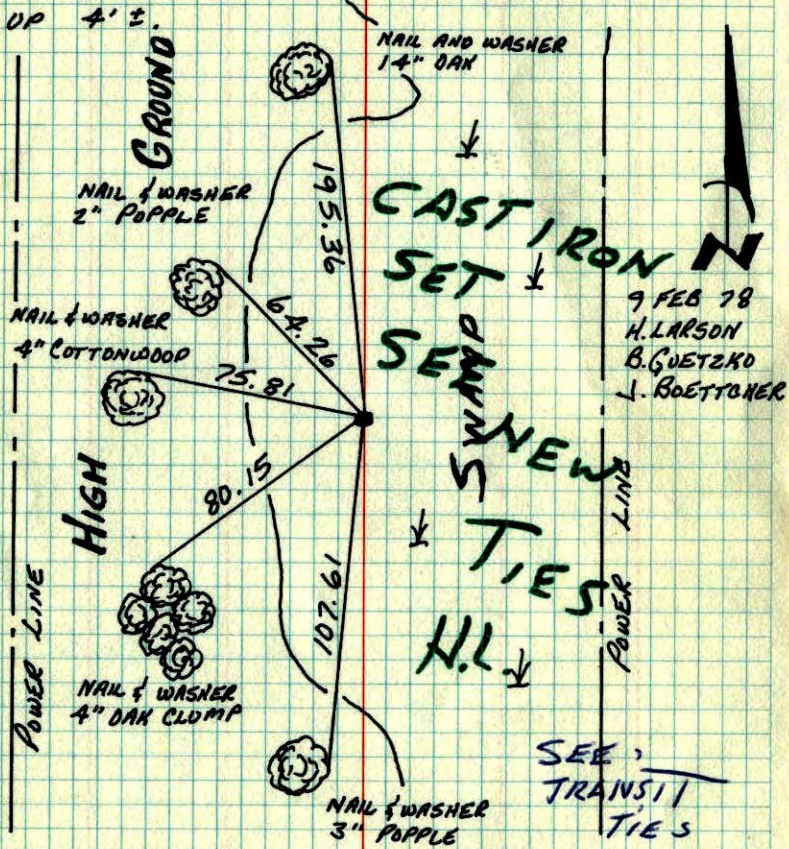 UP 4' ±.
NAIL AND WASHER
14" OAK
GROUND
195.36
NAIL & WASHER
2" POPPLE
64.26
CAST IRON
SET
SEE
NEW
TIES
H.L.
SWAMP
N
9 FEB 78
H. LARSON
B. GUETZKO
L. BOETTCHER
NAIL & WASHER
4" COTTONWOOD
75.81
80.15
HIGH
107.61
POWER LINE
POWER LINE
NAIL & WASHER
4" OAK CLUMP
NAIL & WASHER
3" POPPLE
SEE
TRANSIT
TIES